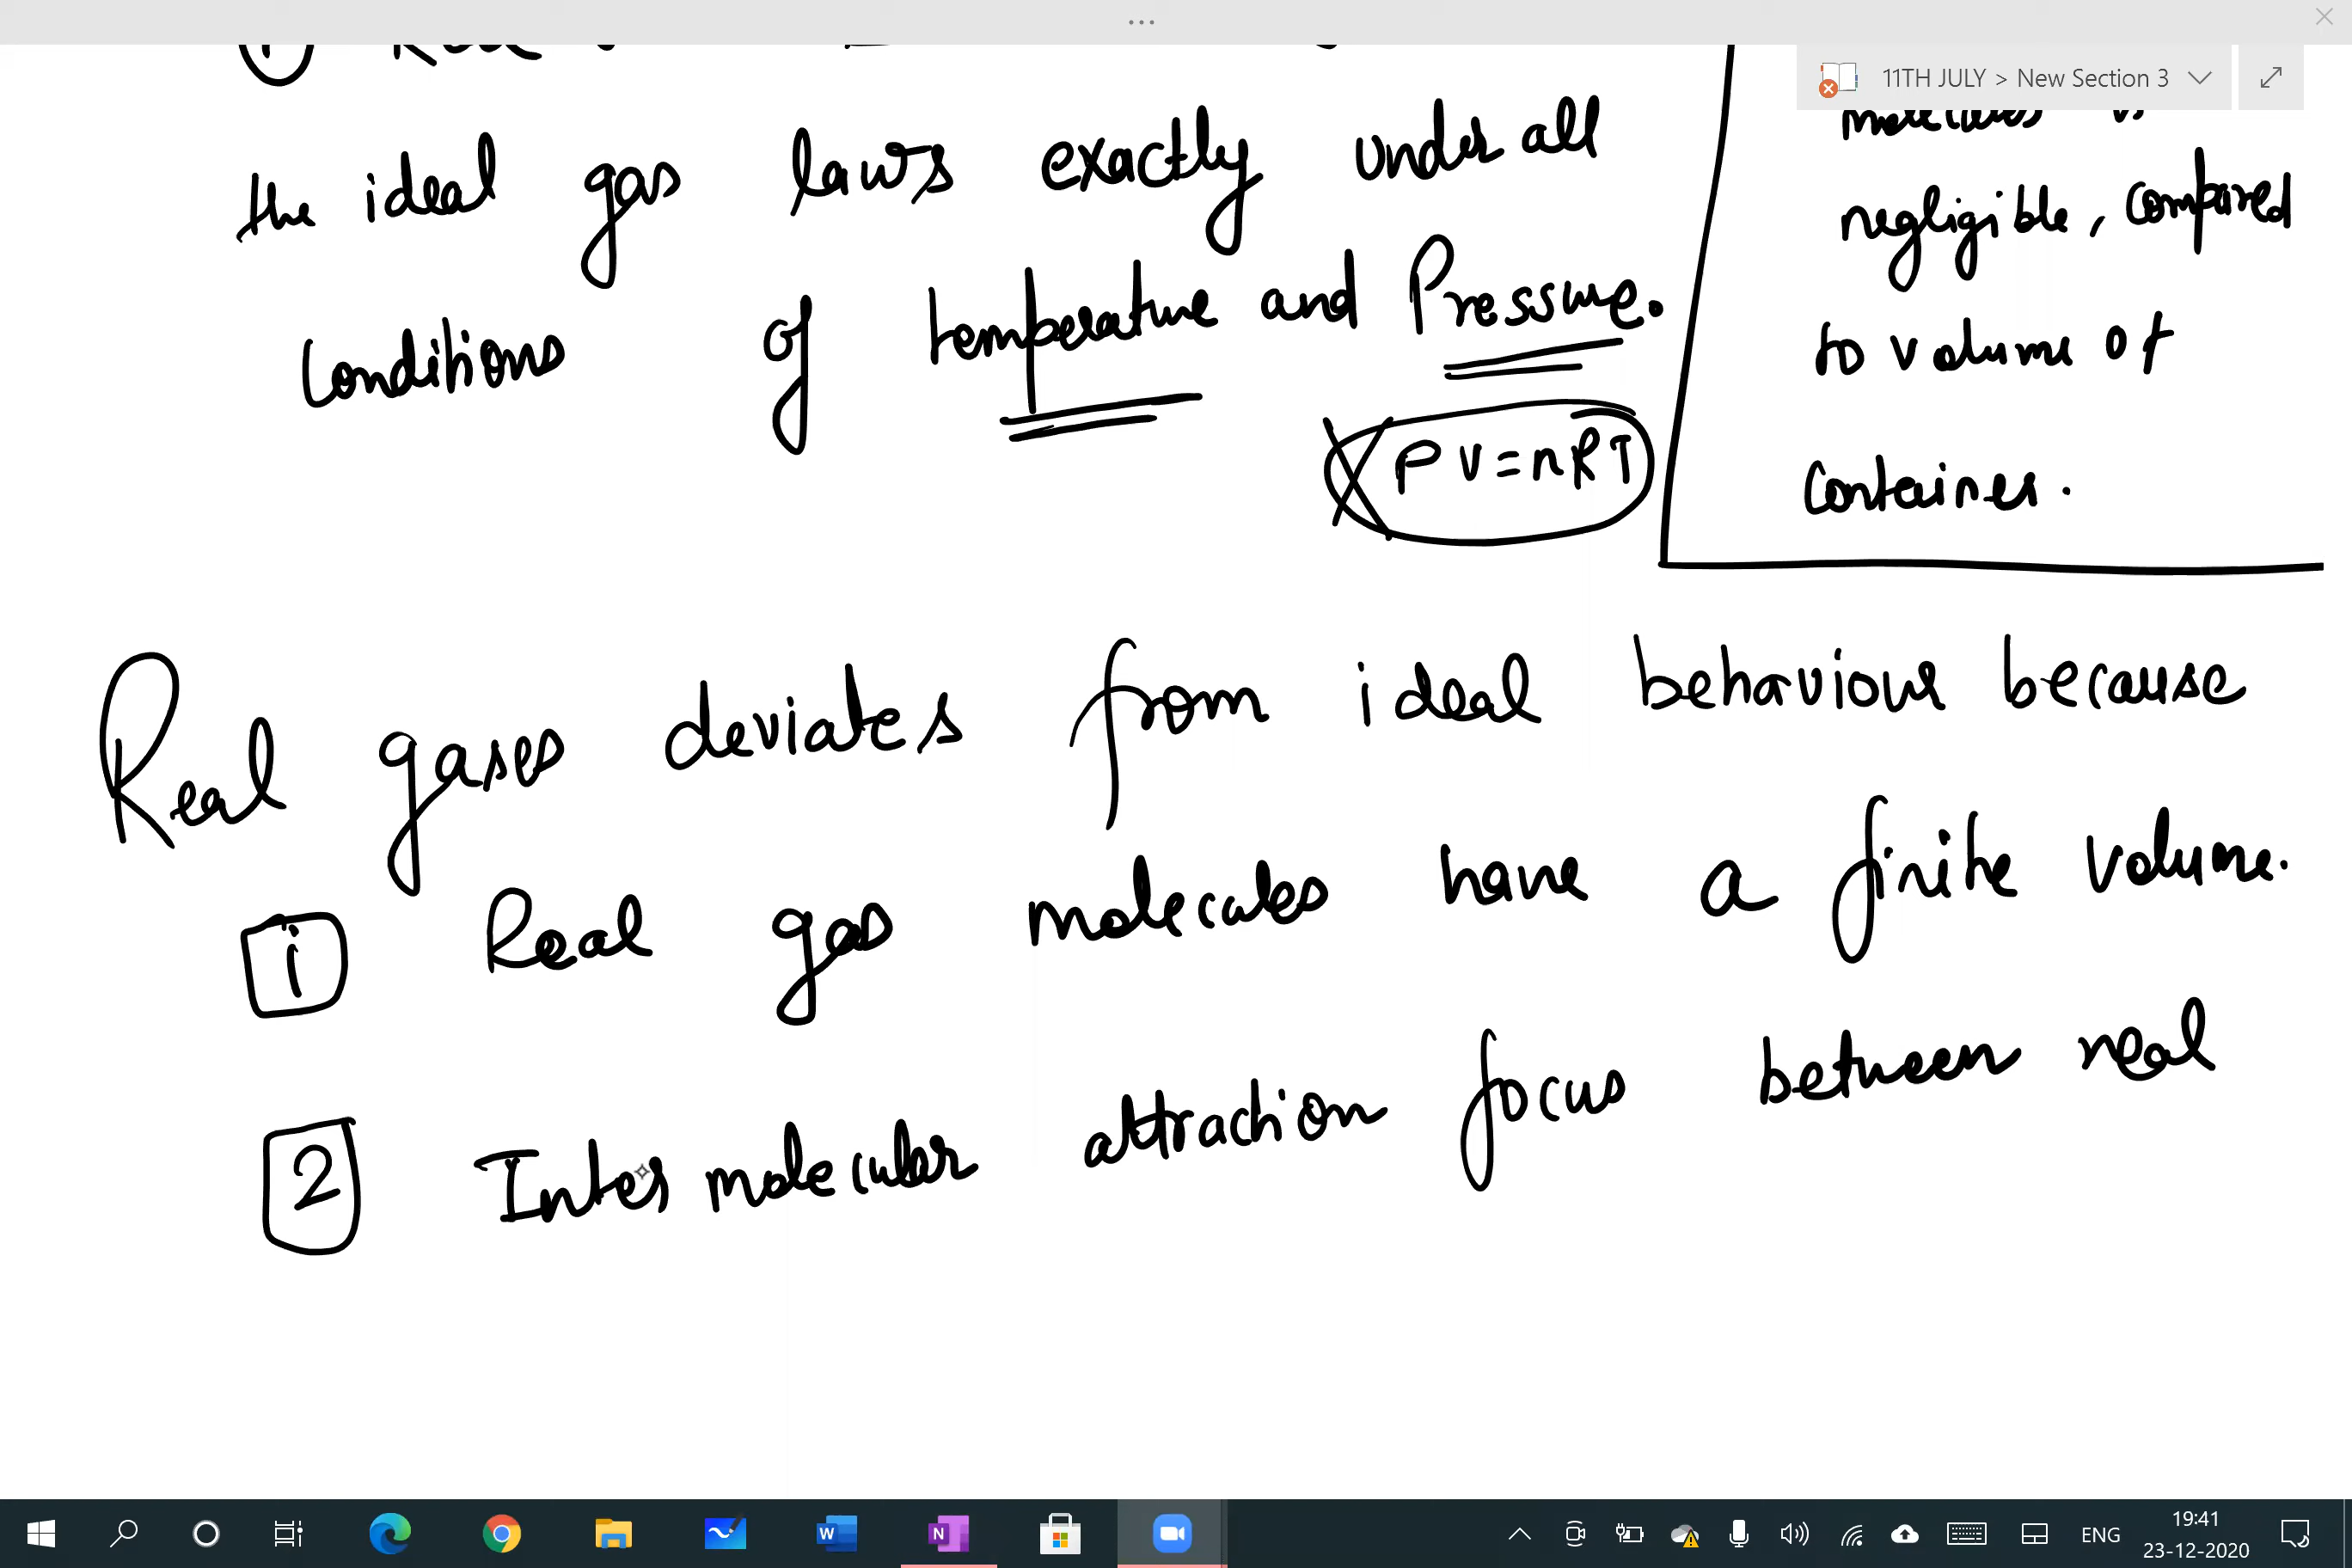 11TH JULY > New Section 3
the ideal gas laws exactly under all
conditions of temperature and Pressure.
PV=nRT
molecules is
negligible, compared
to volume of
Container.
Real gases deviates from ideal behaviour because
i Real gas molecules have a finite volume.
2 Inter molecular attraction focus between real
ENG
19:41
23-12-2020